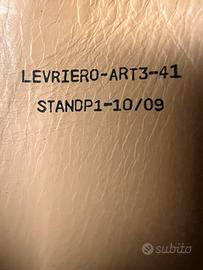 LEVRIERO-ART3-41
STANDP1-10/09
subito